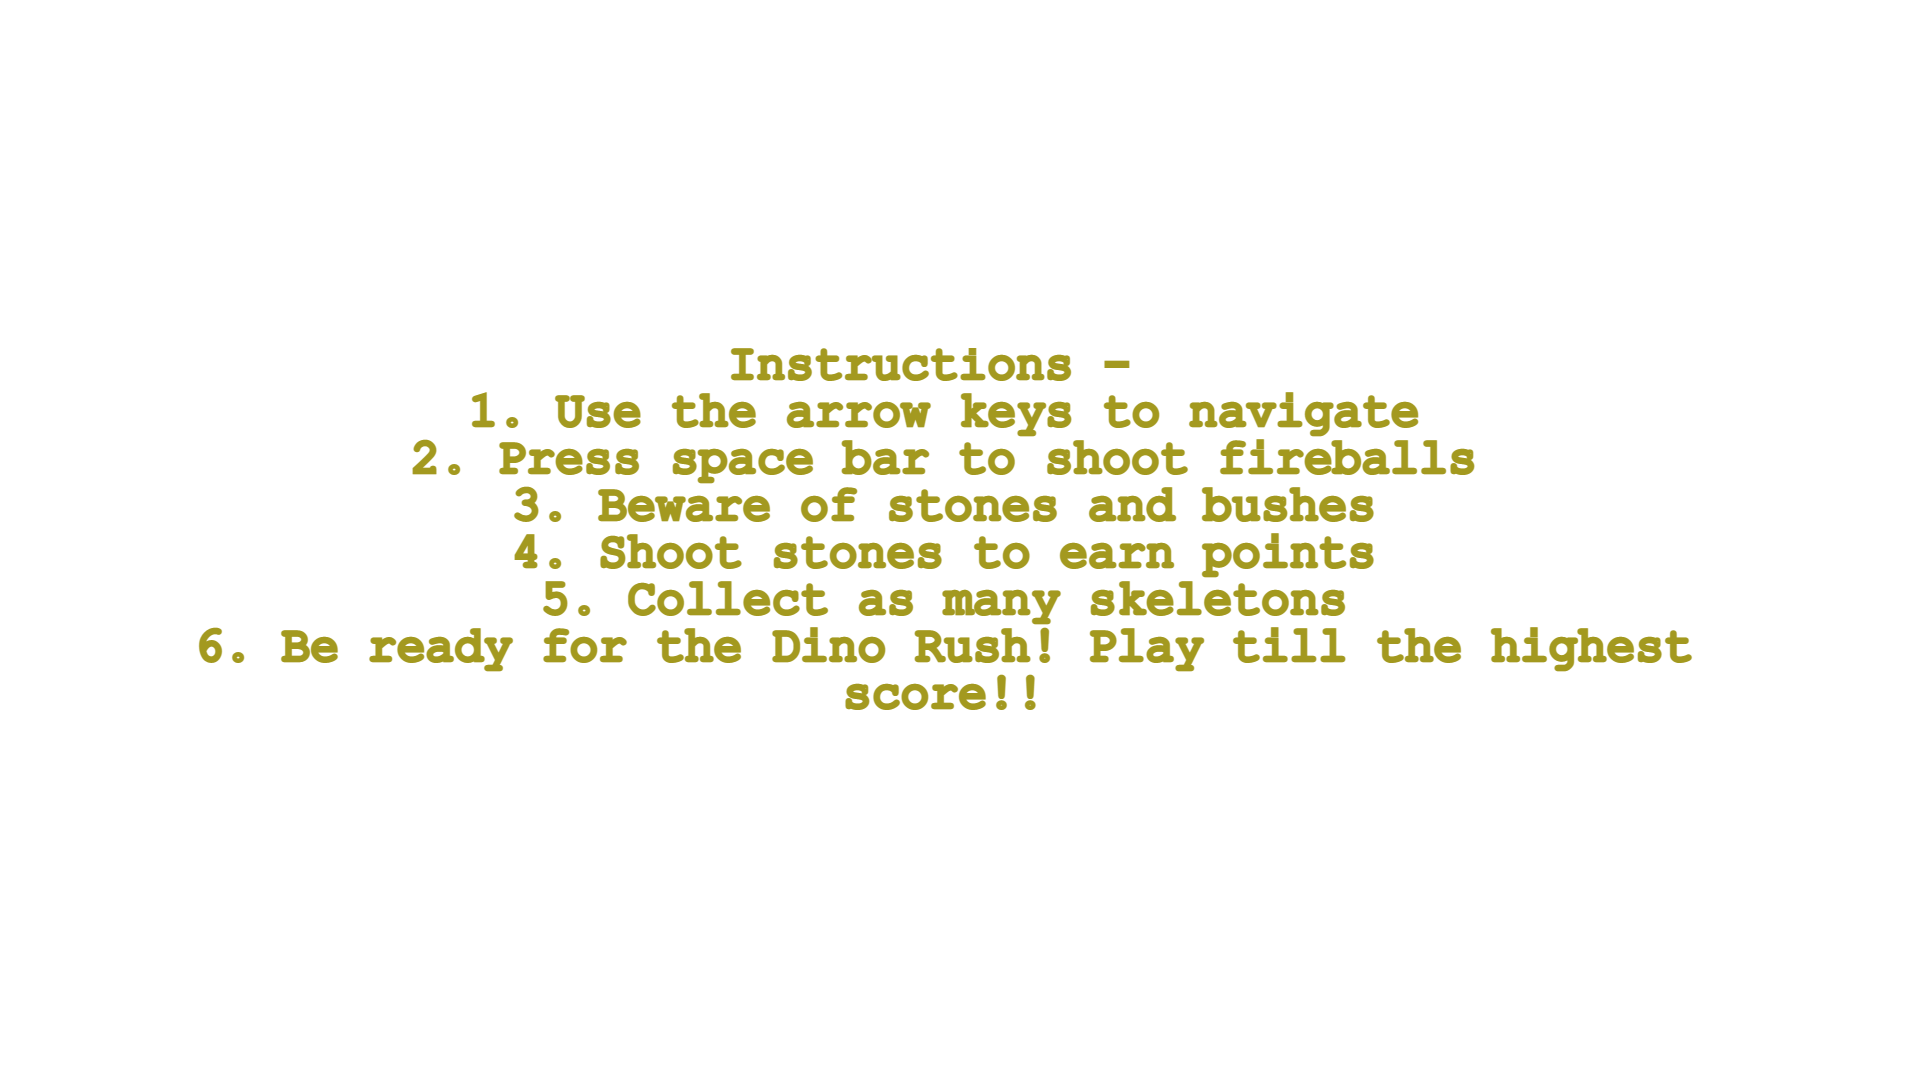 Instructions -
1. Use the arrow keys to navigate
2. Press space bar to shoot fireballs
3. Beware of stones and bushes
4. Shoot stones to earn points
5. Collect as many skeletons
6. Be ready for the Dino Rush! Play till the highest
score!!